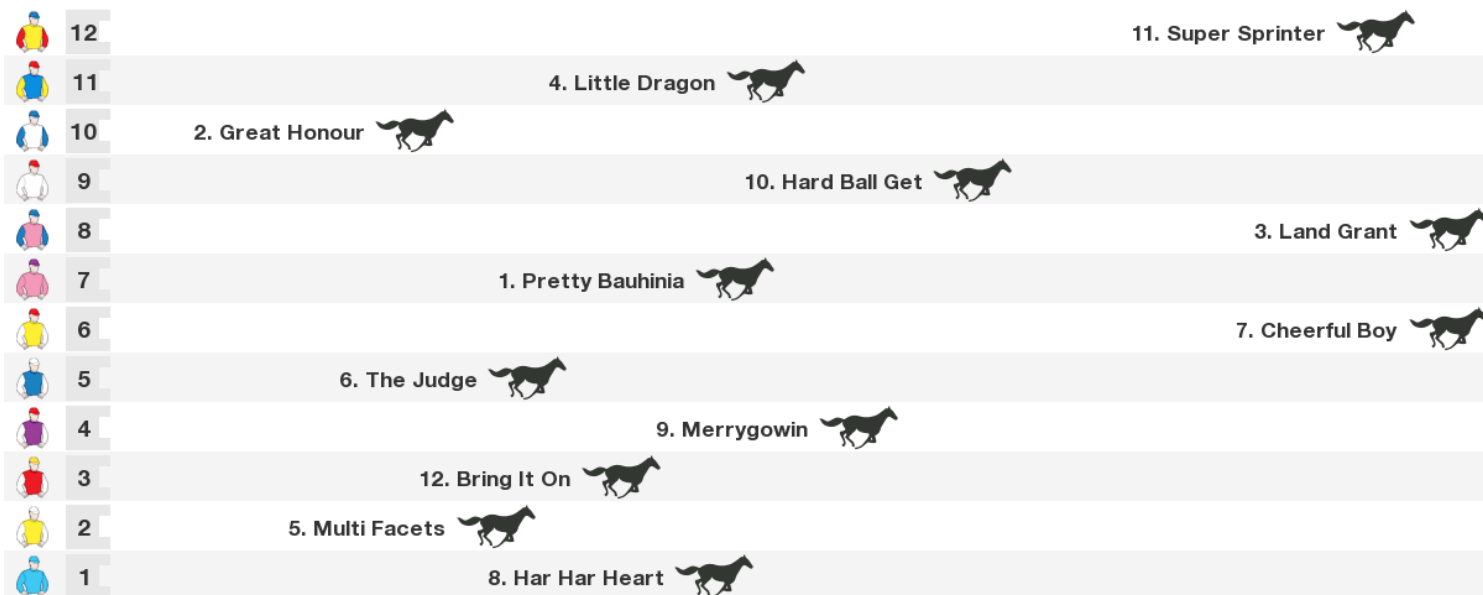 12 11. Super Sprinter
11 4. Little Dragon
10 2. Great Honour
9 10. Hard Ball Get
8 3. Land Grant
7 1. Pretty Bauhinia
6 7. Cheerful Boy
5 6. The Judge
4 9. Merrygowin
3 12. Bring It On
2 5. Multi Facets
1 8. Har Har Heart